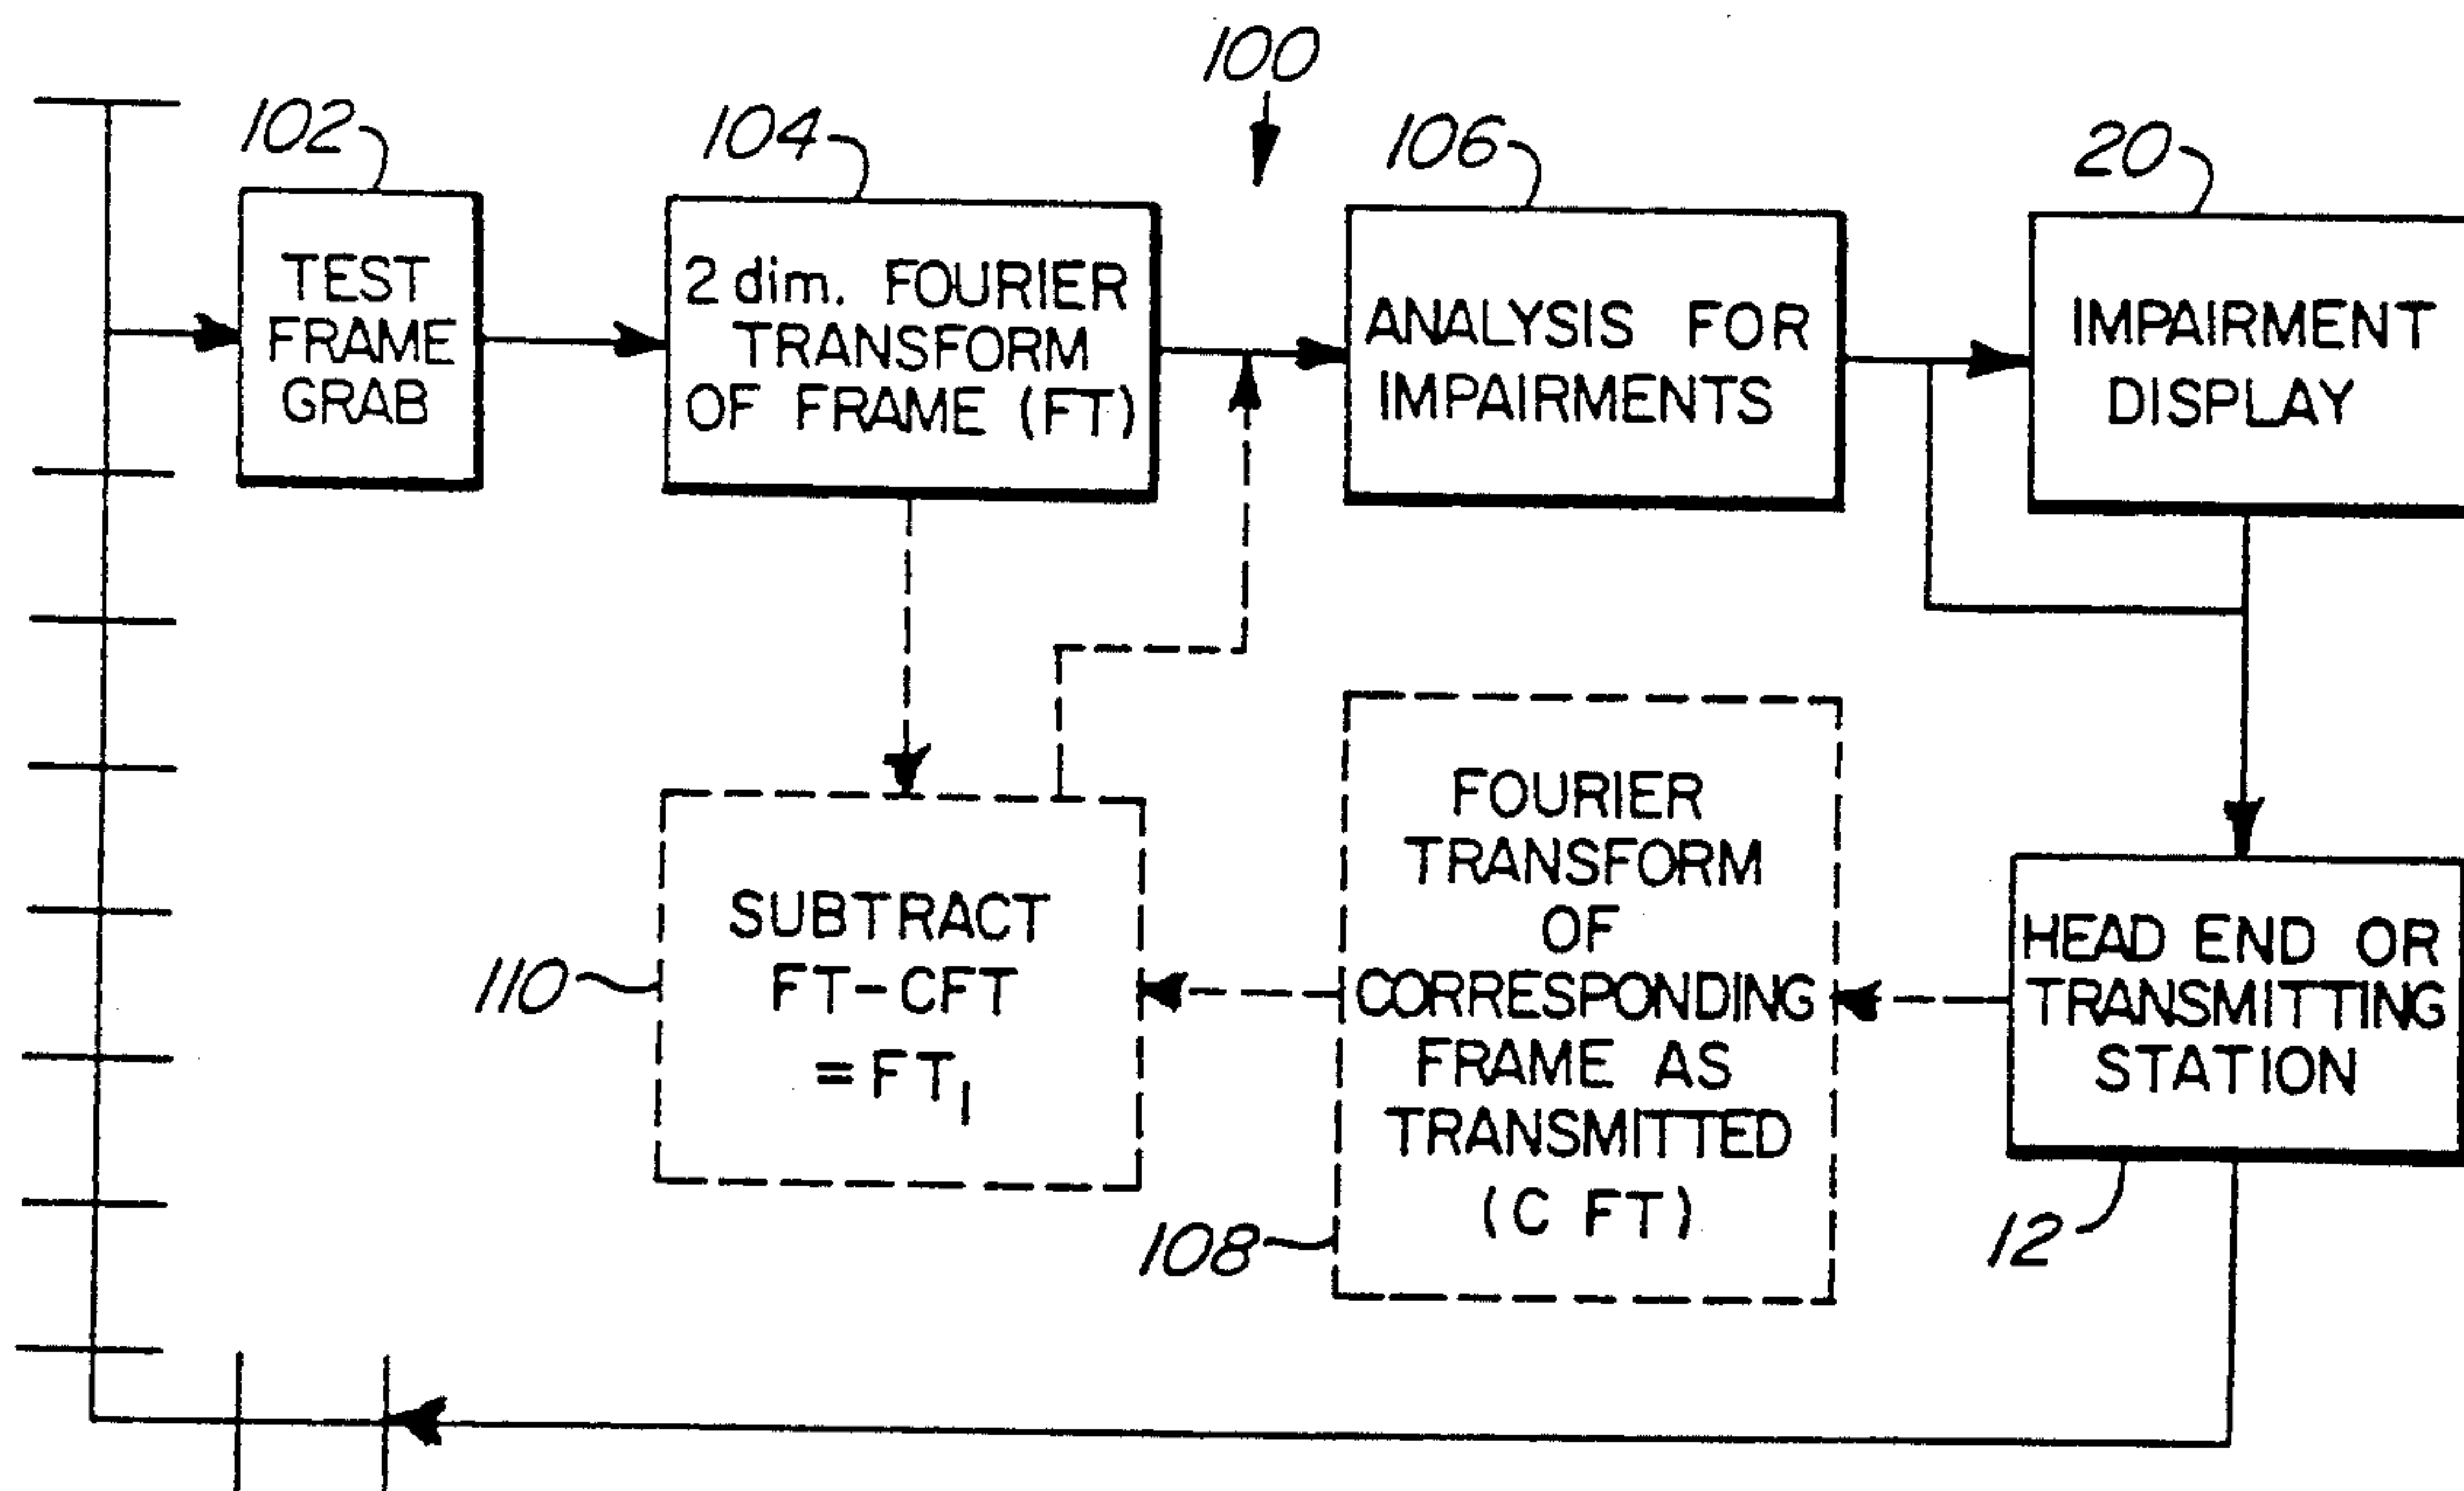 100
102
104
106
20
TEST
FRAME
GRAB
2 dim. FOURIER
TRANSFORM
OF FRAME (FT)
ANALYSIS FOR
IMPAIRMENTS
IMPAIRMENT
DISPLAY
SUBTRACT
FT-CFT
=FT1
110
FOURIER
TRANSFORM
OF
CORRESPONDING
FRAME AS
TRANSMITTED
(C FT)
108
HEAD END OR
TRANSMITTING
STATION
12